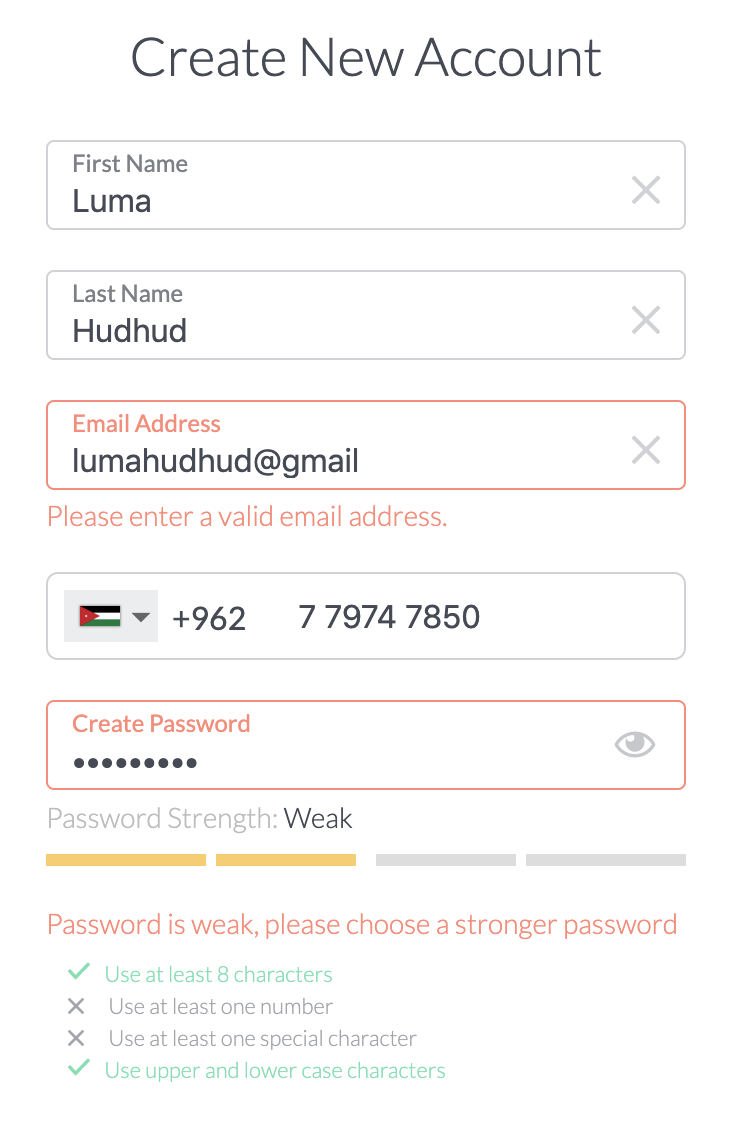 Create New Account
First Name
Luma
Last Name
Hudhud
Email Address
lumahudhud@gmail
Please enter a valid email address.
+962 7 7974 7850
Create Password
•••••••••
Password Strength: Weak
Password is weak, please choose a stronger password
Use at least 8 characters
Use at least one number
Use at least one special character
Use upper and lower case characters